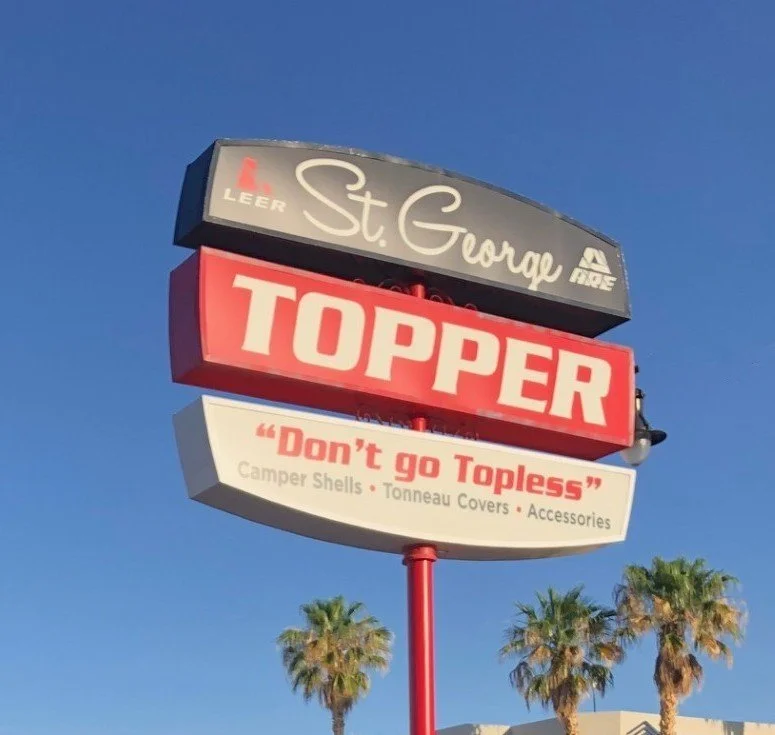 LEER
St. George
ARE
TOPPER
“Don't go Topless”
Camper Shells • Tonneau Covers • Accessories